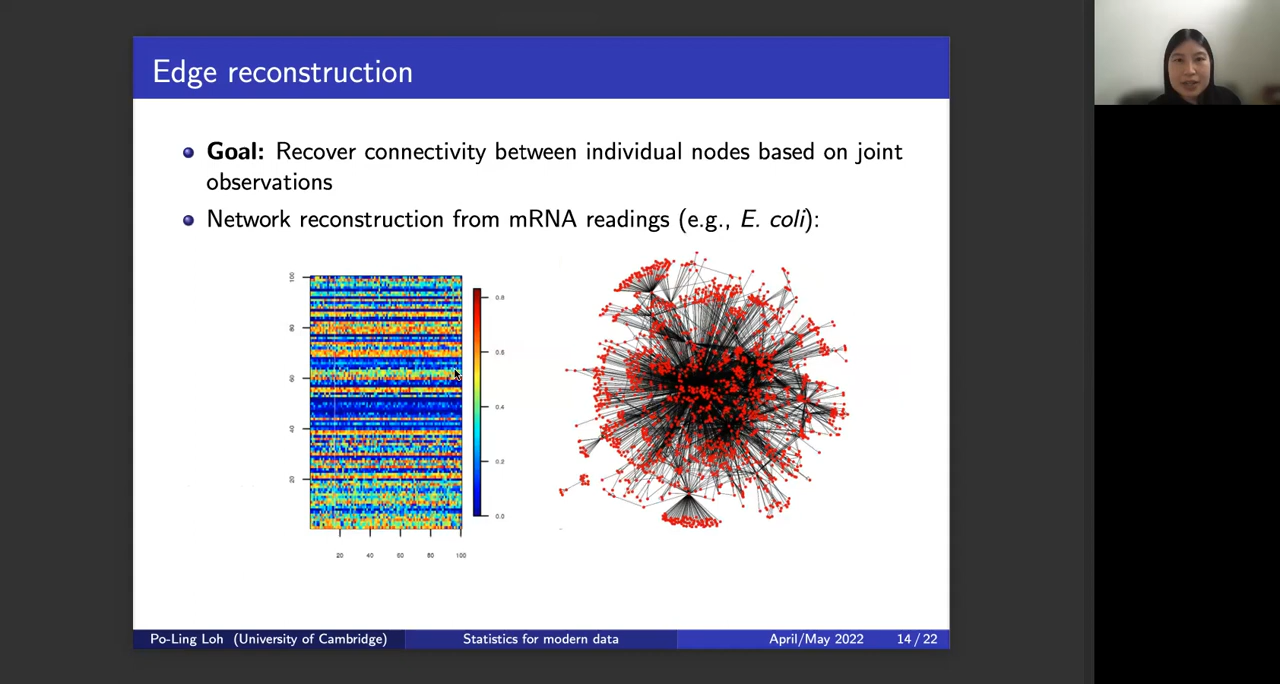 Edge reconstruction
Goal: Recover connectivity between individual nodes based on joint
observations
Network reconstruction from mRNA readings (e.g., E. coli):
100
80
60
40
20
20 40 60 80 100
0.8
0.6
0.4
0.2
0.0
Po-Ling Loh (University of Cambridge) Statistics for modern data April/May 2022 14 / 22